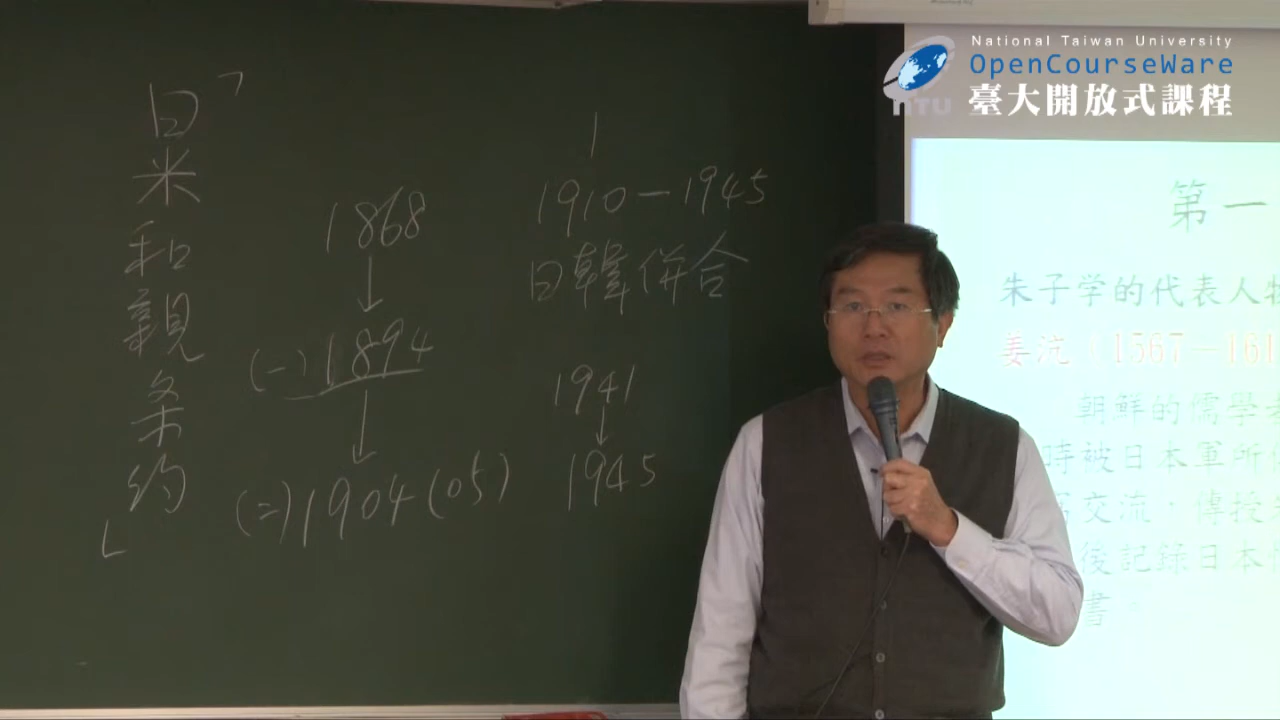 National Taiwan University
OpenCourseWare
臺大開放式課程
NTU
「日米和親条約」
1868
(一)1894
(二)1904(05)
1910－1945
日韓併合
1941
1945
第一
朱子学的代表人物
姜沆（1567－161
朝鮮的儒學
時被日本軍所
交流，傳授
後記錄日本
書